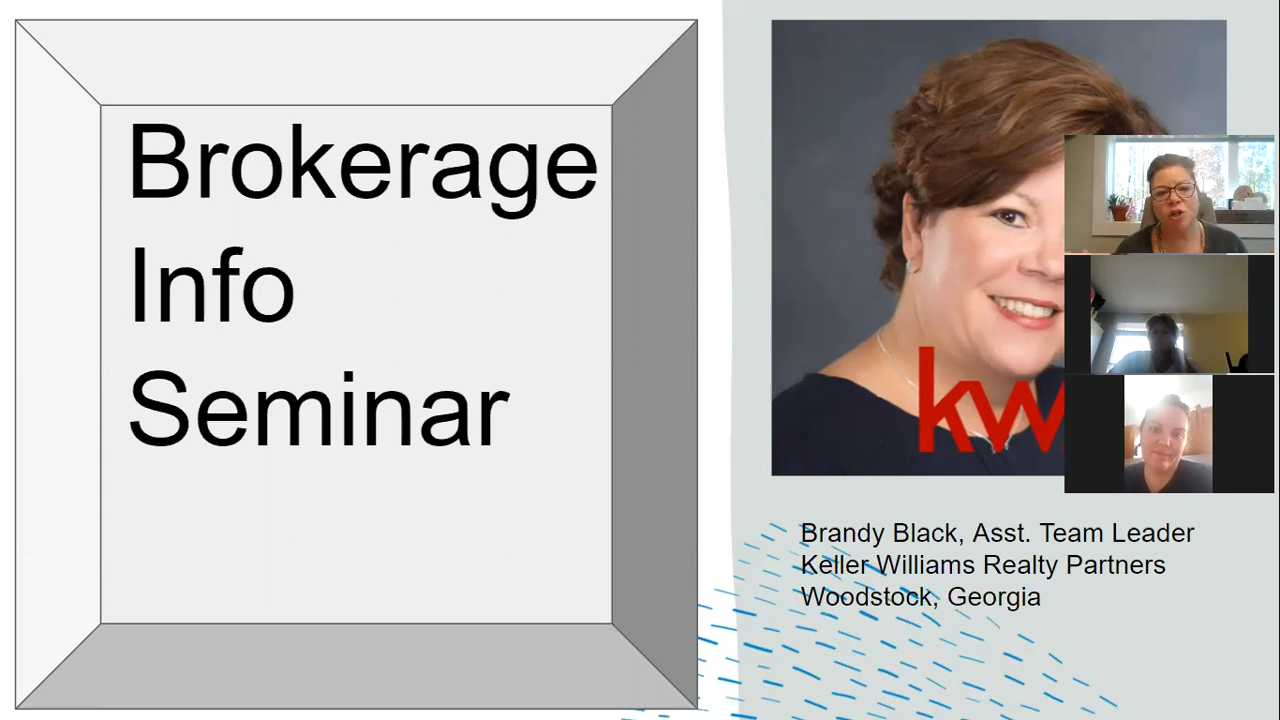 Brokerage
Info
Seminar
kw
Brandy Black, Asst. Team Leader
Keller Williams Realty Partners
Woodstock, Georgia